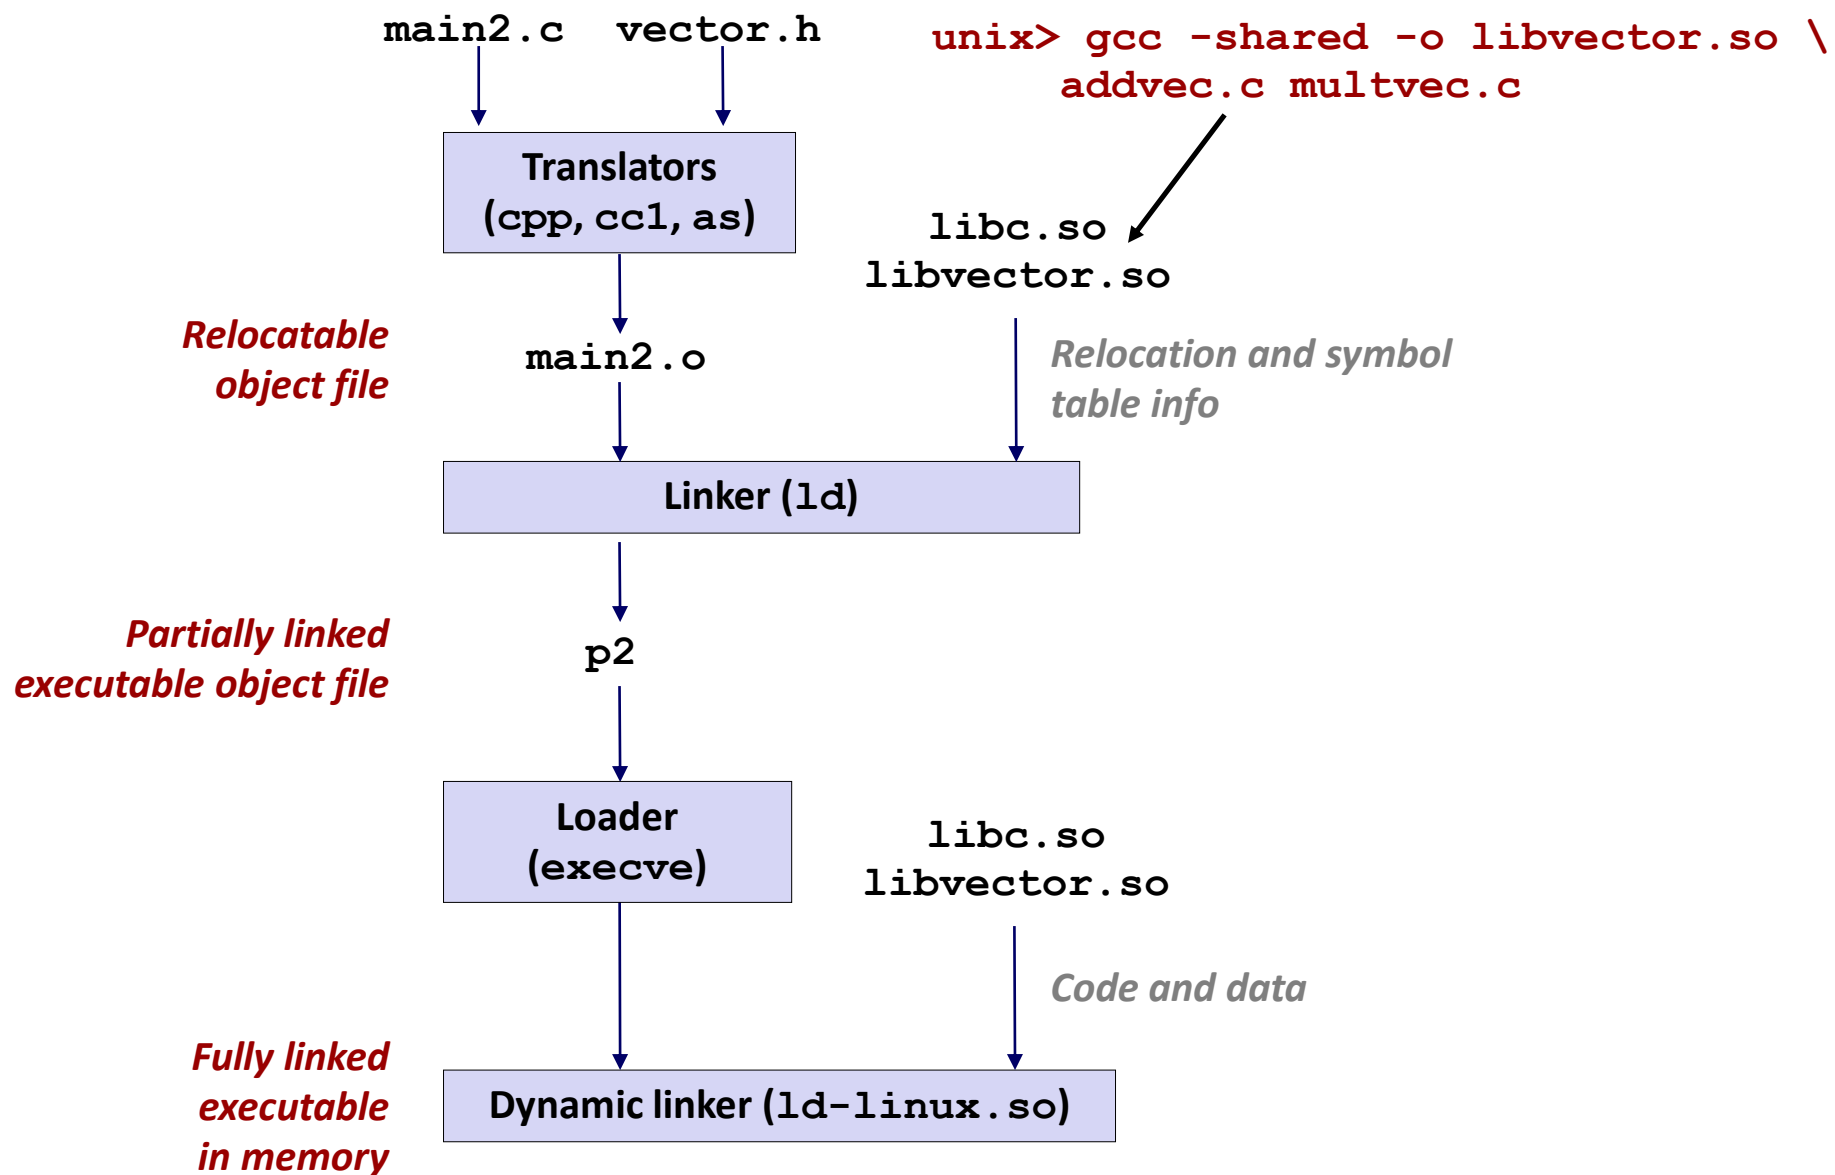 main2.c vector.h
unix> gcc -shared -o libvector.so \
addvec.c multvec.c
Translators
(cpp, cc1, as)
libc.so
libvector.so
Relocatable
object file
main2.o
Relocation and symbol
table info
Linker (ld)
Partially linked
executable object file
p2
Loader
(execve)
libc.so
libvector.so
Code and data
Fully linked
executable
in memory
Dynamic linker (ld-linux.so)